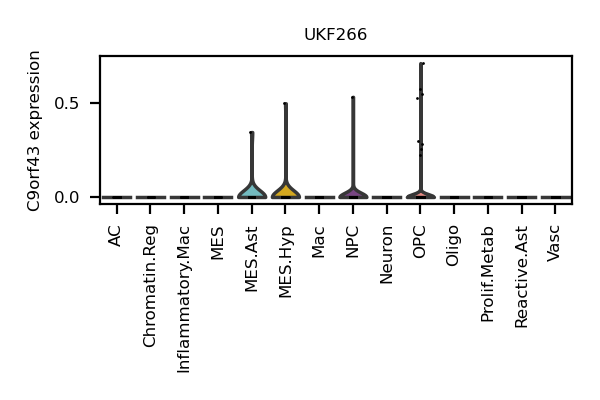 UKF266
C9orf43 expression
0.5
0.0
AC
Chromatin.Reg
Inflammatory.Mac
MES
MES.Ast
MES.Hyp
Mac
NPC
Neuron
OPC
Oligo
Prolif.Metab
Reactive.Ast
Vasc